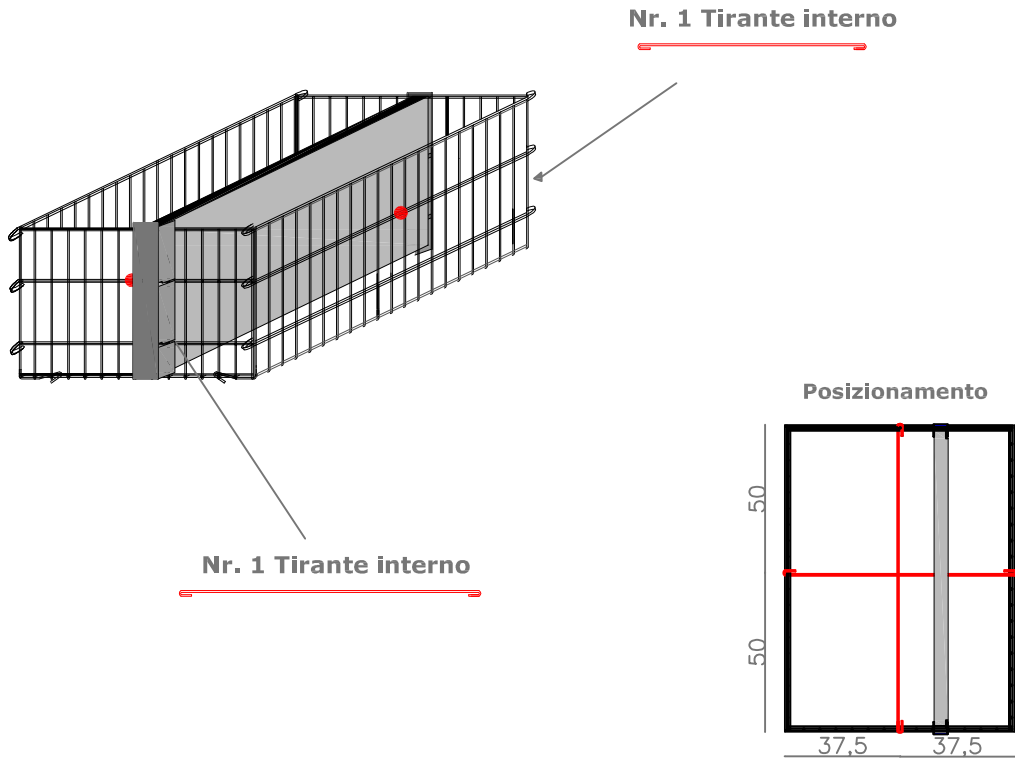 Nr. 1 Tirante interno
Posizionamento
50
50
Nr. 1 Tirante interno
37,5
37,5